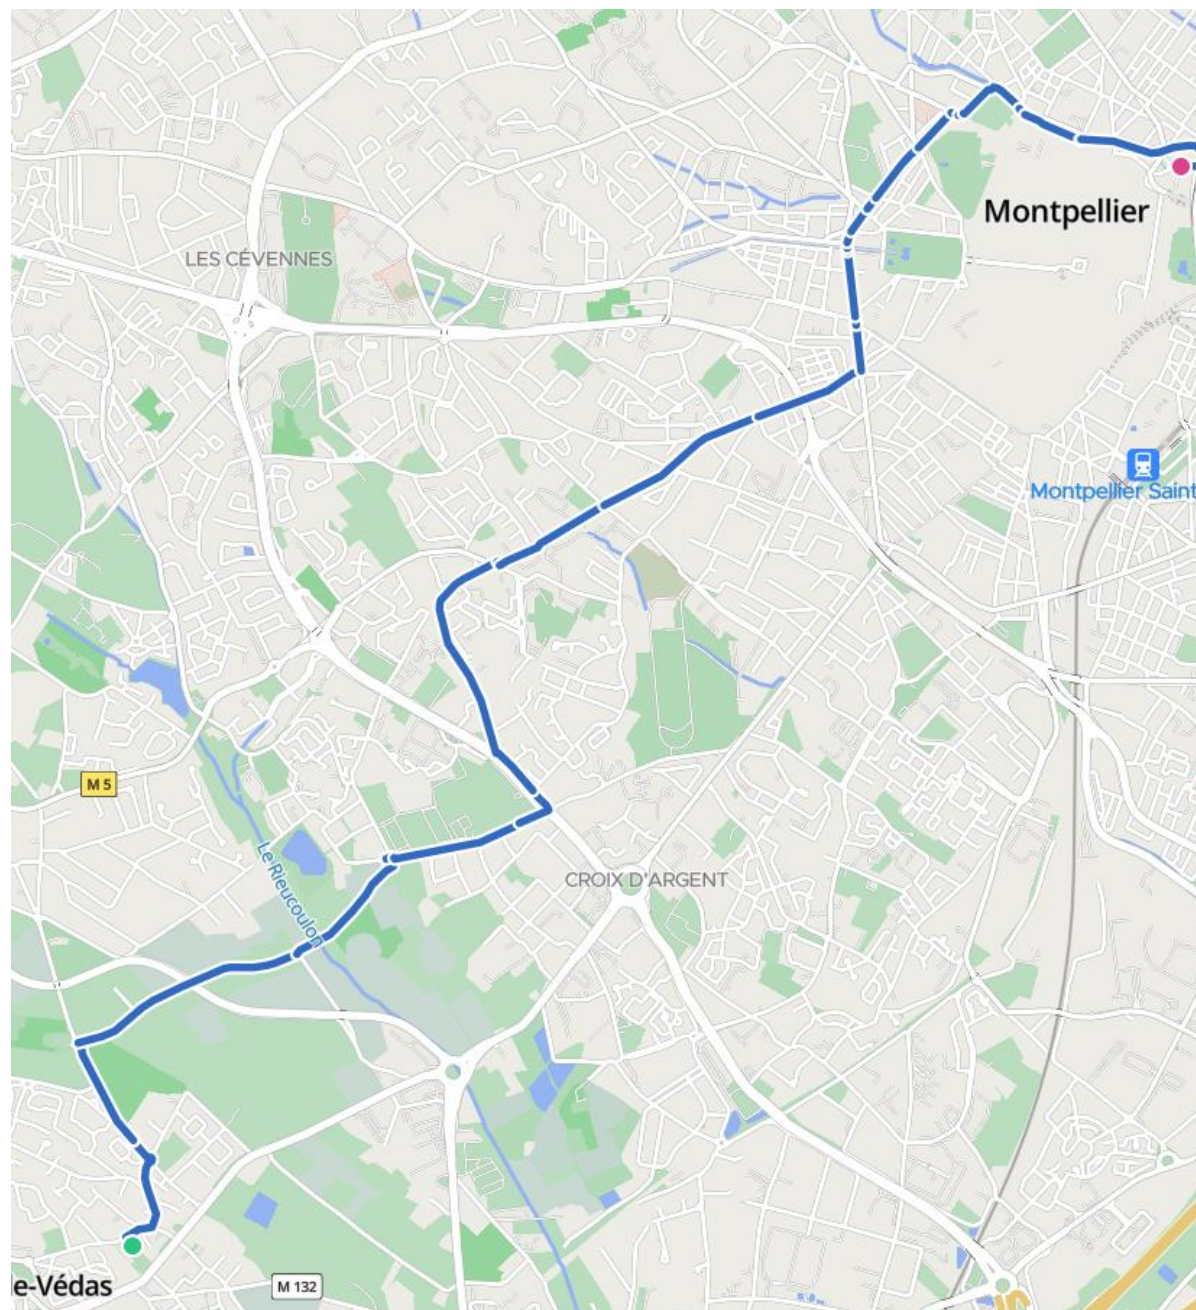 Montpellier
LES CÉVENNES
Montpellier Saint
M 5
Le Rieucoulon
CROIX D'ARGENT
e-Védas
M 132